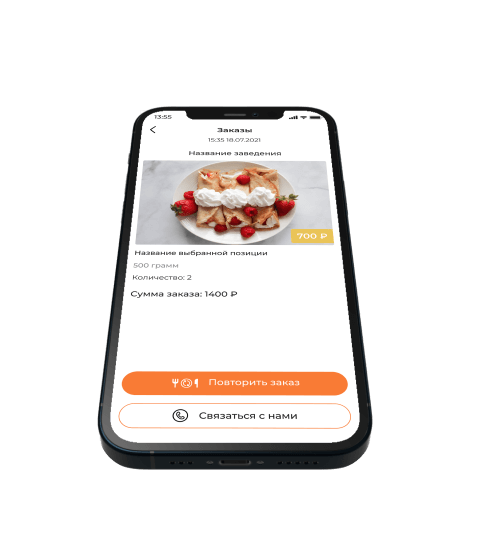 13:55
Заказы
15:35 18.07.2021
Название заведения
700 ₽
Название выбранной позиции
500 грамм
Количество: 2
Сумма заказа: 1400 ₽
Повторить заказ
Связаться с нами